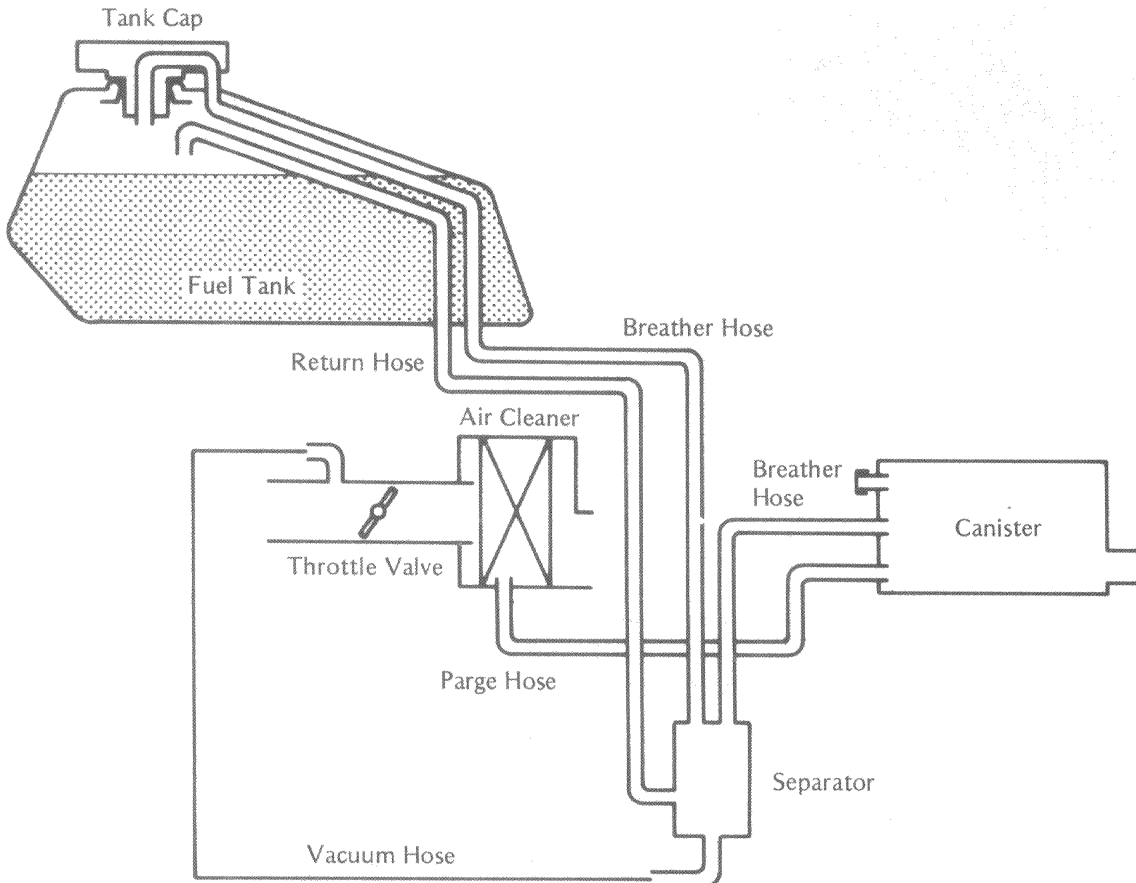 Tank Cap
Fuel Tank
Breather Hose
Return Hose
Air Cleaner
Breather
Hose
Canister
Throttle Valve
Parge Hose
Separator
Vacuum Hose